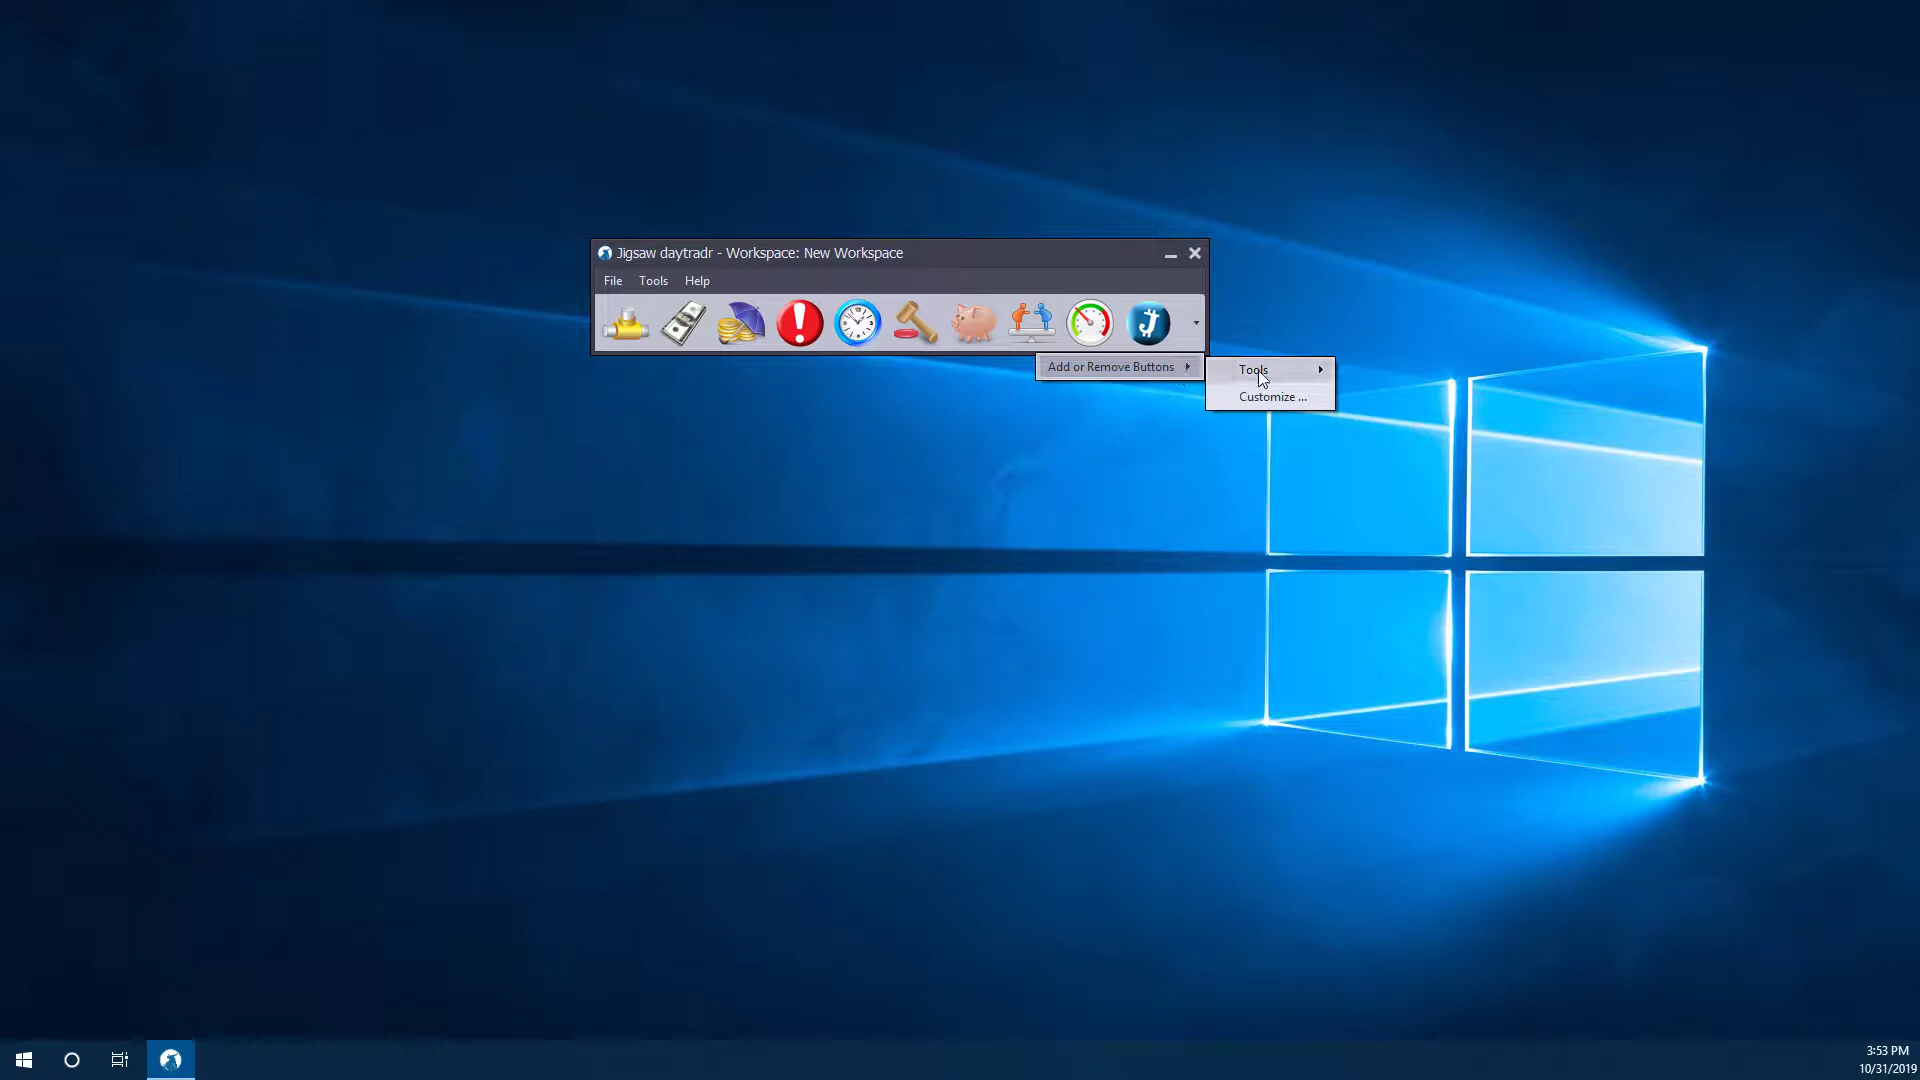 Jigsaw daytradr - Workspace: New Workspace
File Tools Help
J
Add or Remove Buttons
Tools
Customize ...
3:53 PM
10/31/2019